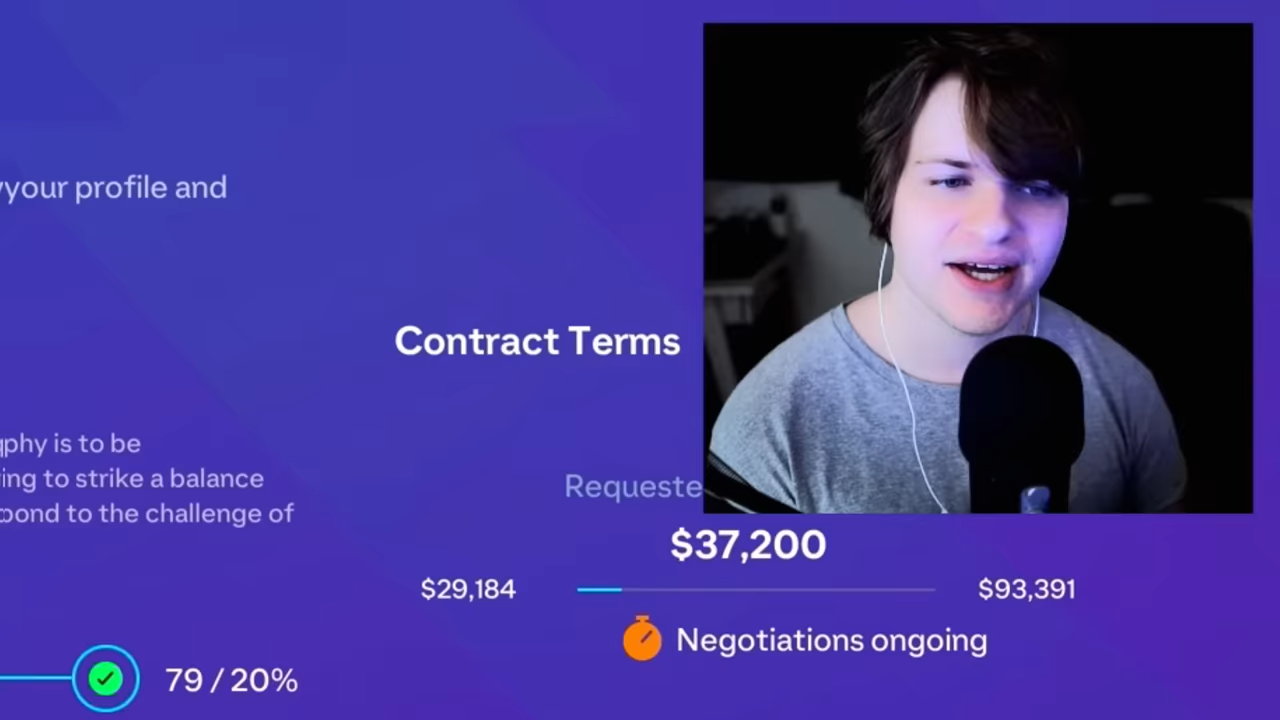 your profile and
Contract Terms
phy is to be
ing to strike a balance
pond to the challenge of
Requeste
$37,200
$29,184
$93,391
Negotiations ongoing
79 / 20%